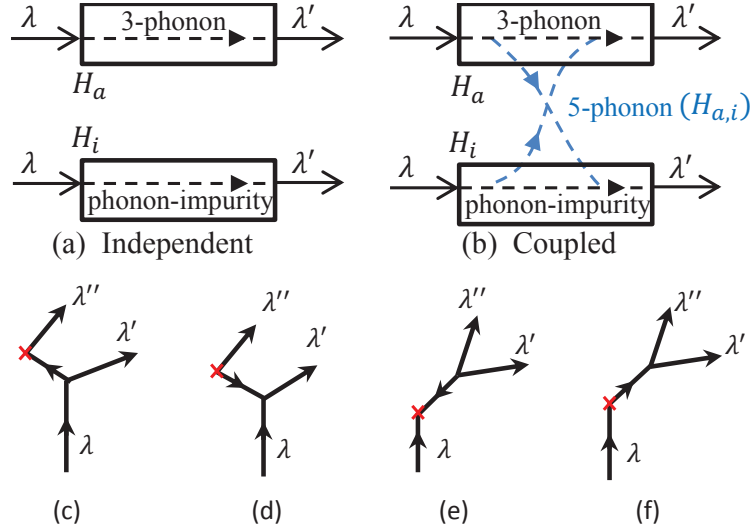 λ 3-phonon λ′
H_a
H_i
λ λ′
phonon-impurity
(a) Independent
λ 3-phonon λ′
H_a
5-phonon (H_{a,i})
H_i
λ λ′
phonon-impurity
(b) Coupled
λ′′
λ′
λ
(c)
λ′′
λ′
λ
(d)
λ′′
λ′
λ
(e)
λ′′
λ′
λ
(f)